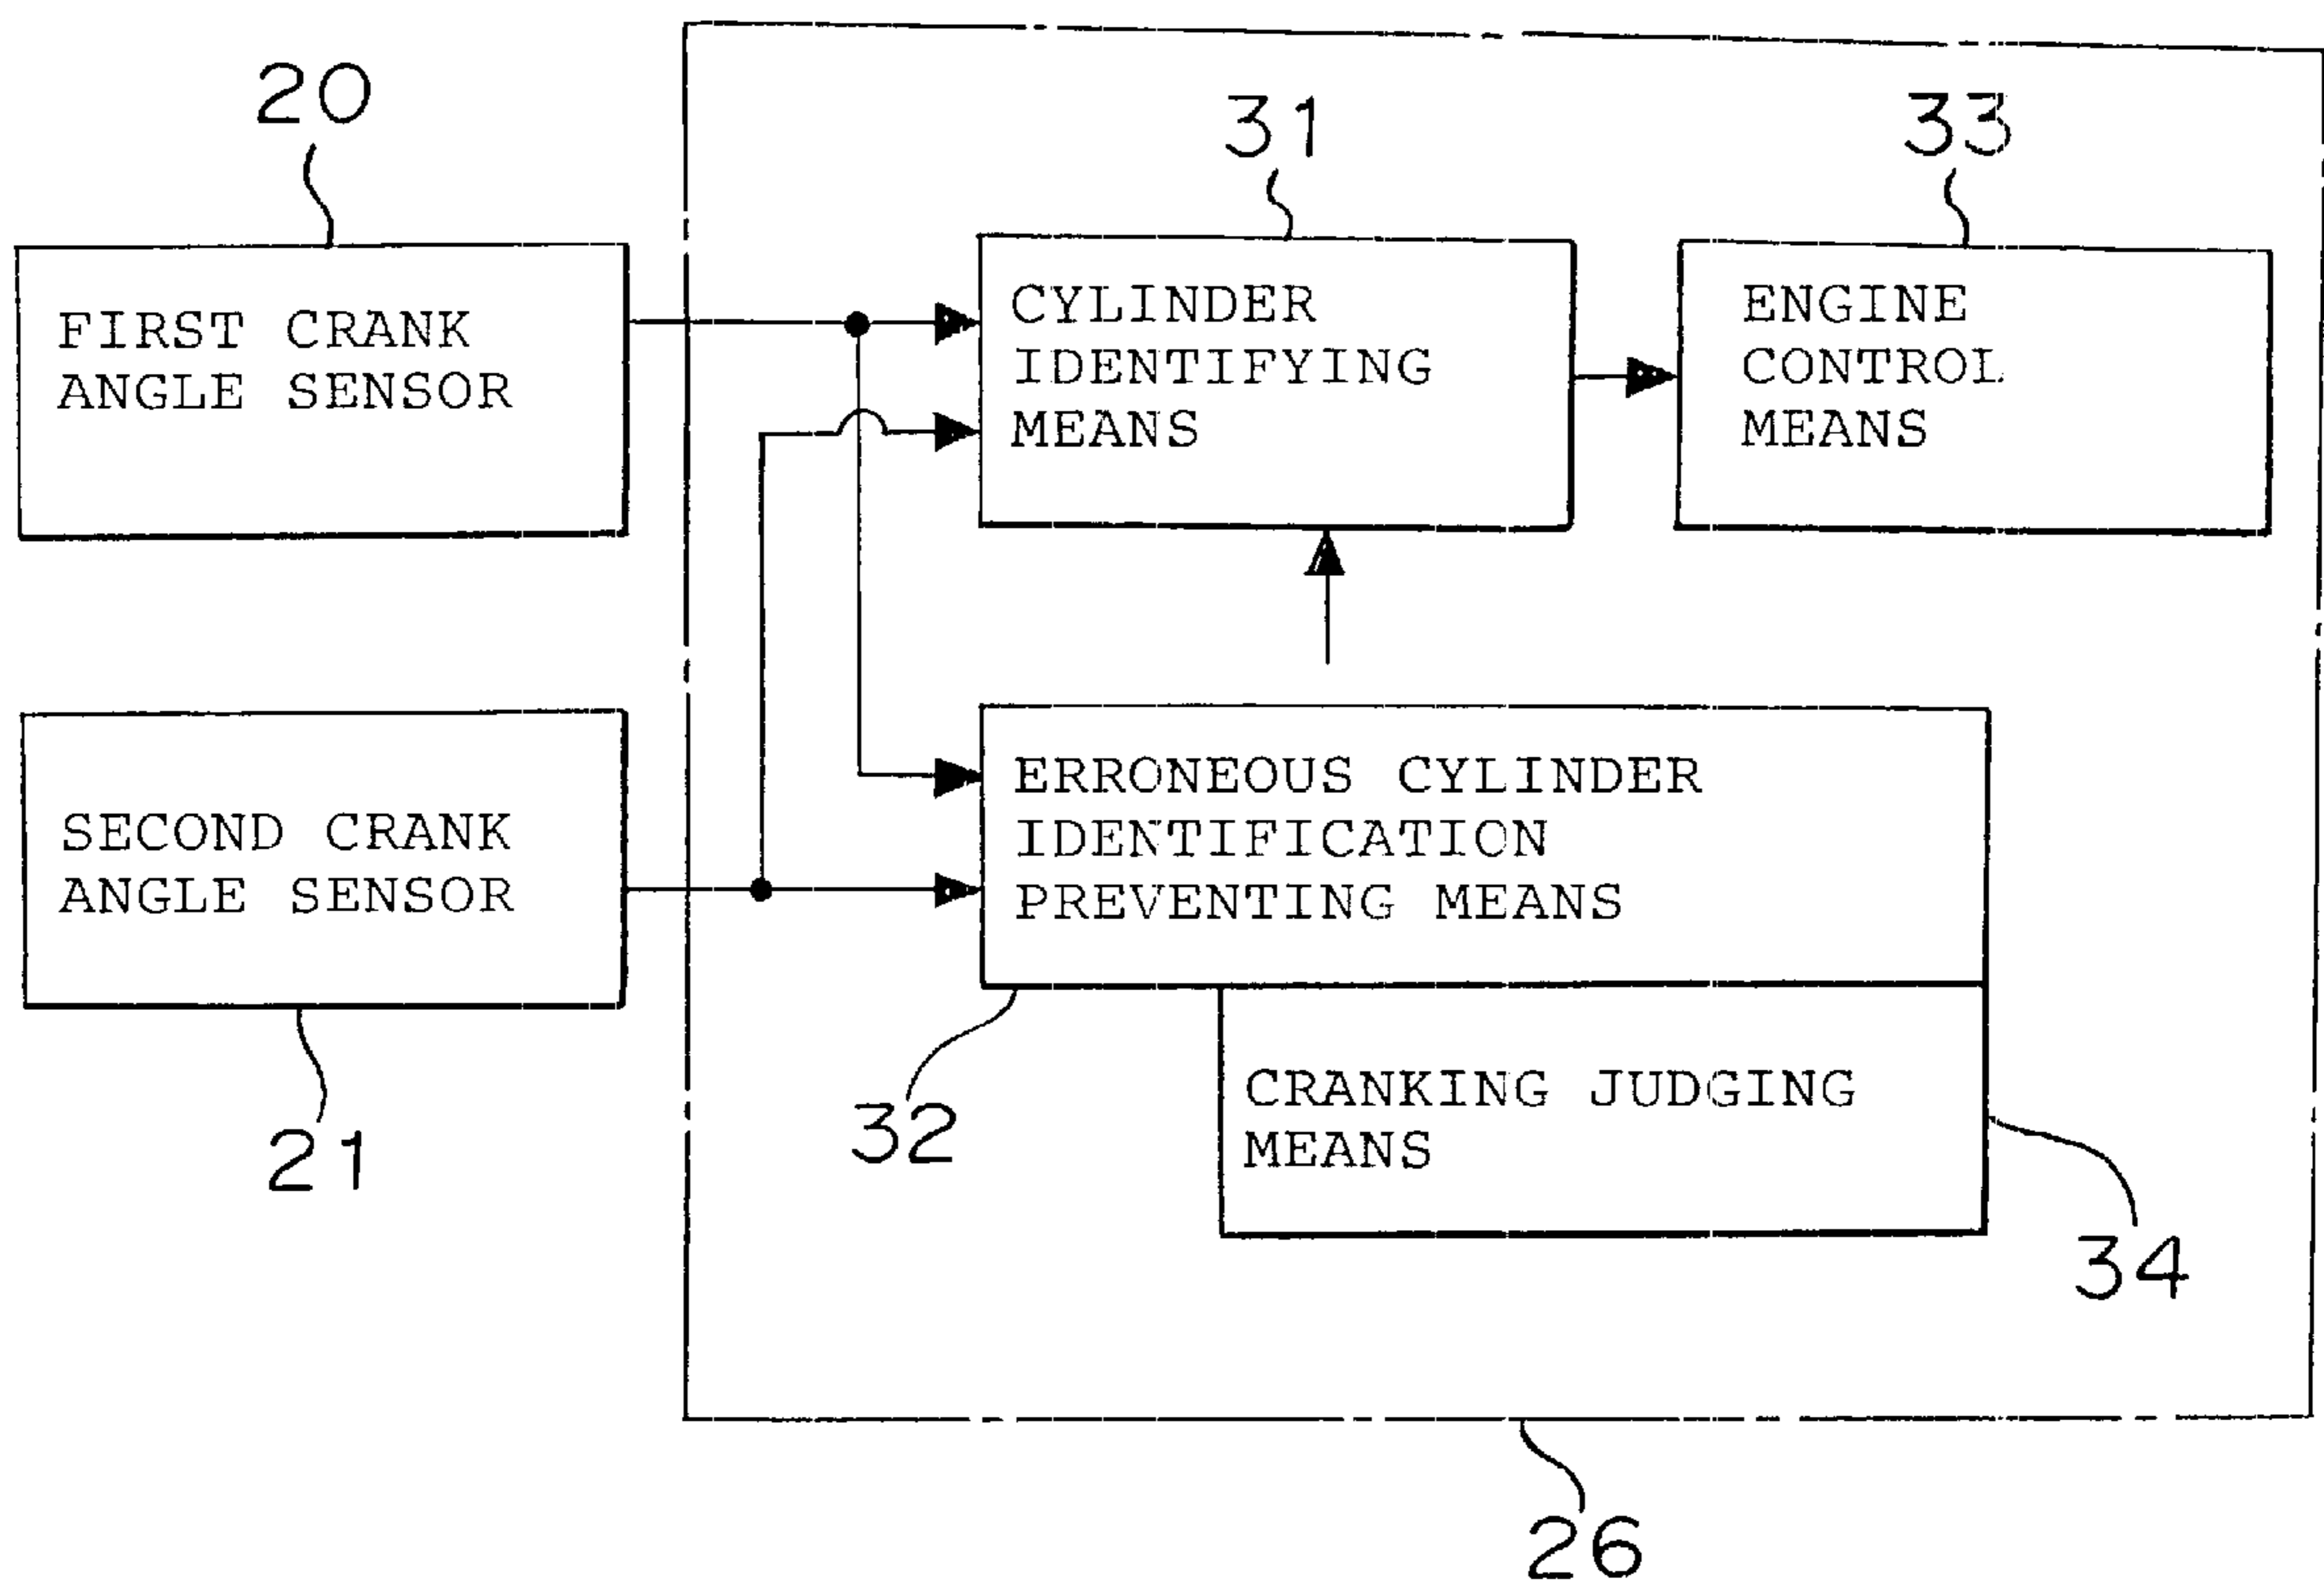 20
31
33
FIRST CRANK
ANGLE SENSOR
CYLINDER
IDENTIFYING
MEANS
ENGINE
CONTROL
MEANS
SECOND CRANK
ANGLE SENSOR
ERRONEOUS CYLINDER
IDENTIFICATION
PREVENTING MEANS
CRANKING JUDGING
MEANS
21
32
34
26